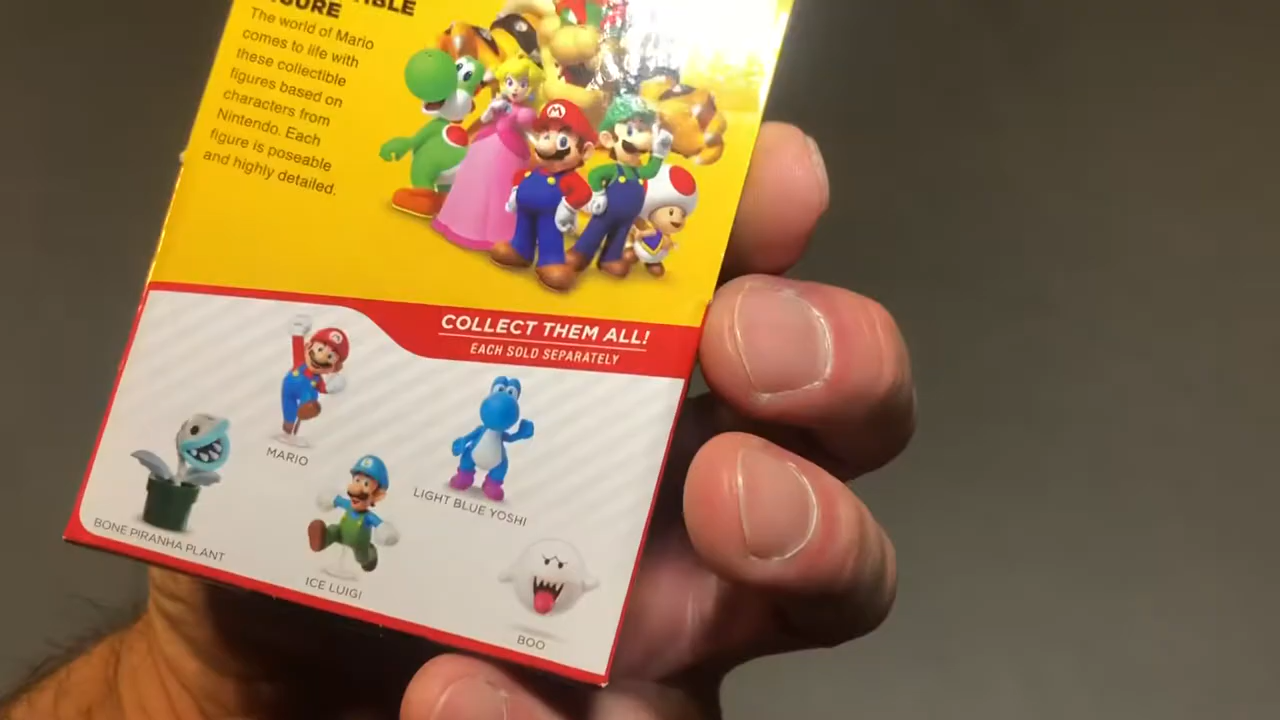 The world of Mario
comes to life with
these collectible
figures based on
characters from
Nintendo. Each
figure is poseable
and highly detailed.
COLLECT THEM ALL!
EACH SOLD SEPARATELY
MARIO
LIGHT BLUE YOSHI
BONE PIRANHA PLANT
ICE LUIGI
BOO